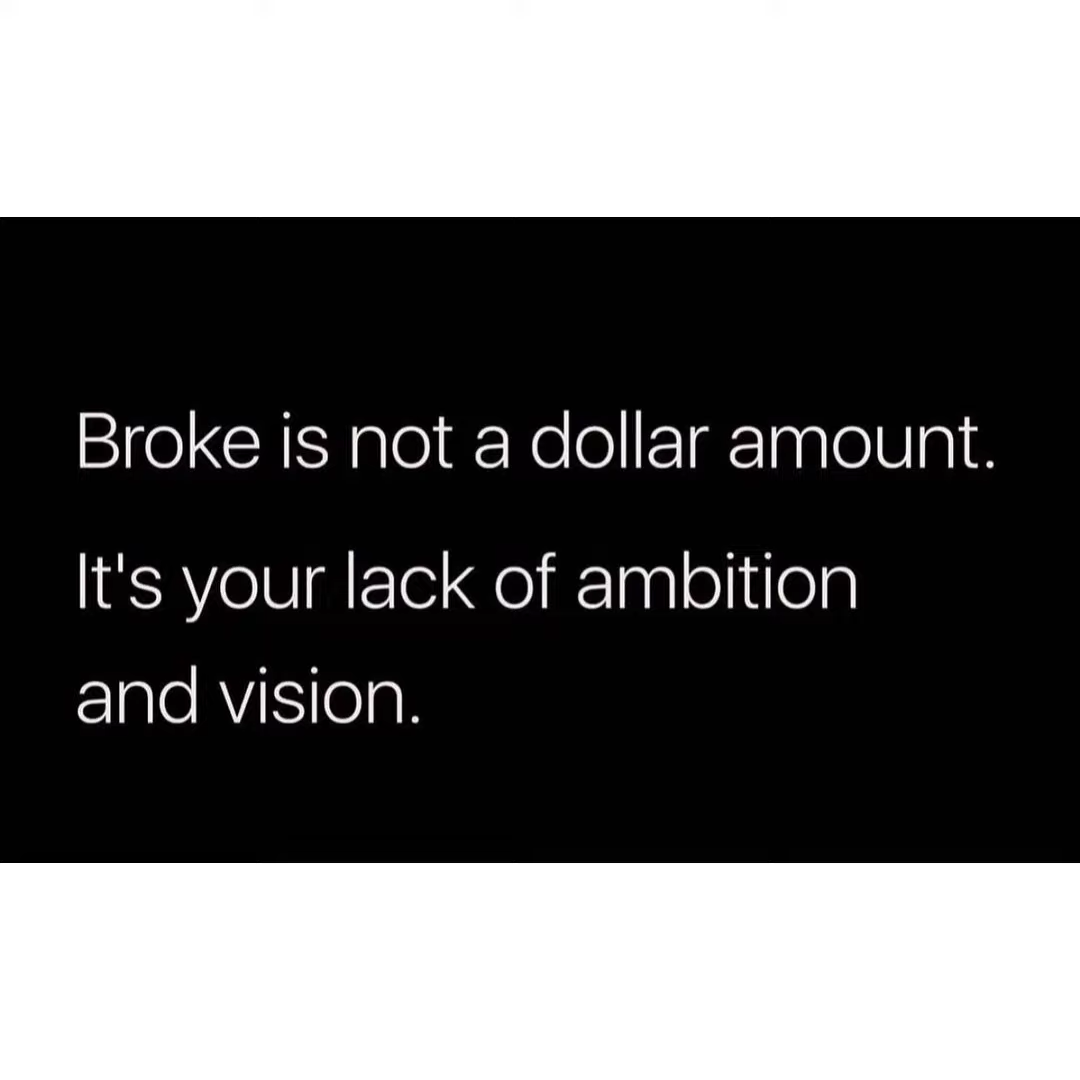 Broke is not a dollar amount.
It's your lack of ambition
and vision.